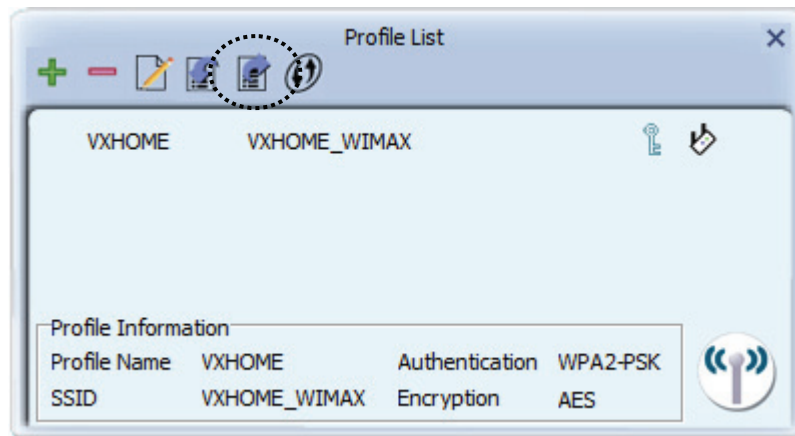 Profile List
VXHOME VXHOME_WIMAX
Profile Information
Profile Name VXHOME Authentication WPA2-PSK
SSID VXHOME_WIMAX Encryption AES